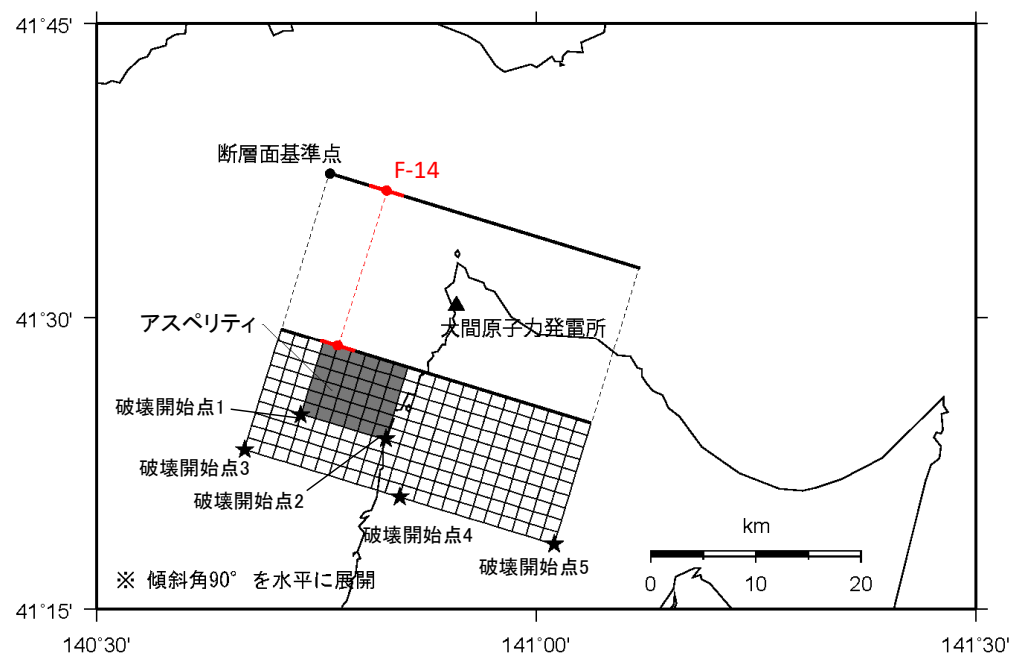 41°45'
断層面基準点
F-14
41°30'
大間原子力発電所
アスペリティ
破壊開始点1
破壊開始点3
破壊開始点2
破壊開始点4
破壊開始点5
km
0 10 20
※ 傾斜角90° を水平に展開
41°15'
140°30' 141°00' 141°30'